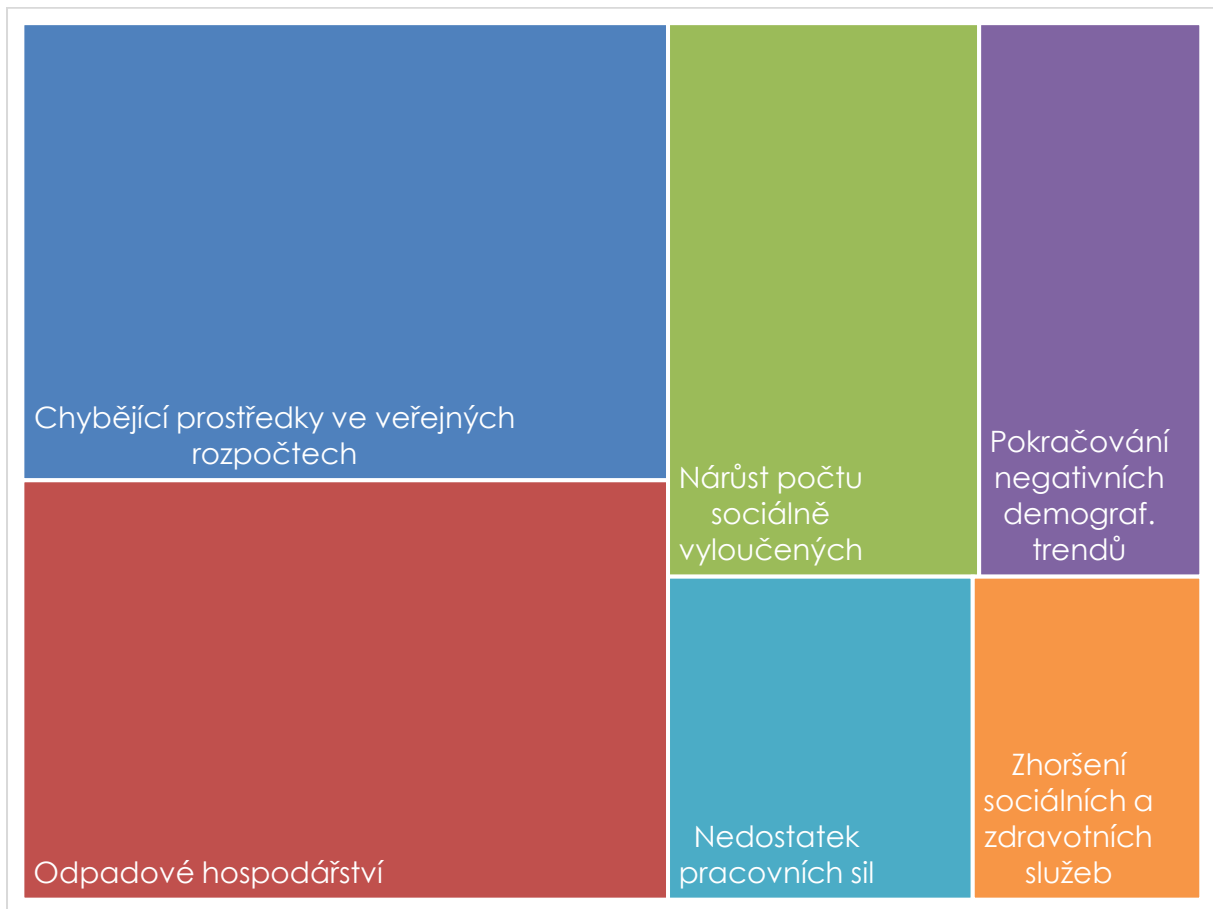 Chybějící prostředky ve veřejných
rozpočtech
Odpadové hospodářství
Nárůst počtu
sociálně
vyloučených
Pokračování
negativních
demograf.
trendů
Nedostatek
pracovních sil
Zhoršení
sociálních a
zdravotních
služeb